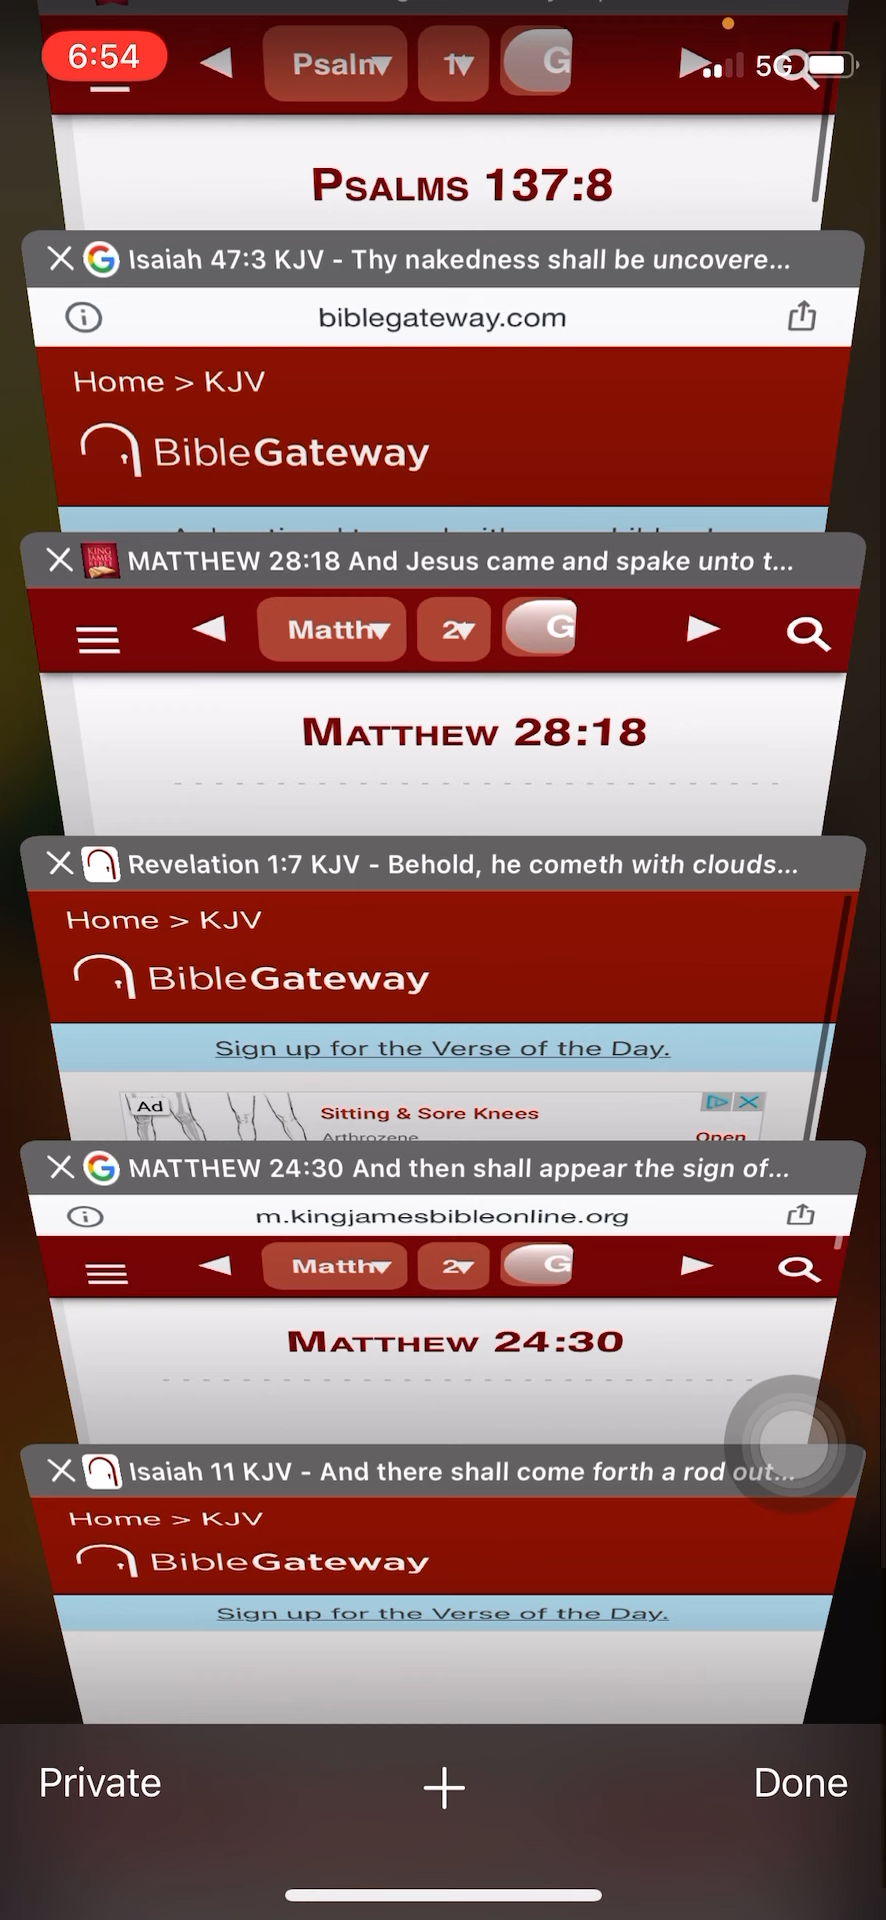 6:54
Psalm
1
G
5G
PSALMS 137:8
Isaiah 47:3 KJV - Thy nakedness shall be uncovere...
biblegateway.com
Home > KJV
BibleGateway
MATTHEW 28:18 And Jesus came and spake unto t...
Matth
2
G
MATTHEW 28:18
Revelation 1:7 KJV - Behold, he cometh with clouds...
Home > KJV
BibleGateway
Sign up for the Verse of the Day.
Ad
Sitting & Sore Knees
Arthrozene
Open
MATTHEW 24:30 And then shall appear the sign of...
m.kingjamesbibleonline.org
Matth
2
G
MATTHEW 24:30
Isaiah 11 KJV - And there shall come forth a rod out...
Home > KJV
BibleGateway
Sign up for the Verse of the Day.
Private
Done